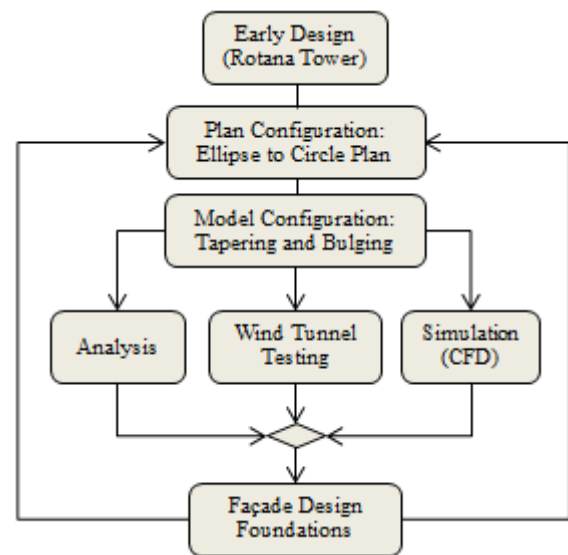 Early Design
(Rotana Tower)
Plan Configuration:
Ellipse to Circle Plan
Model Configuration:
Tapering and Bulging
Analysis
Wind Tunnel
Testing
Simulation
(CFD)
Façade Design
Foundations